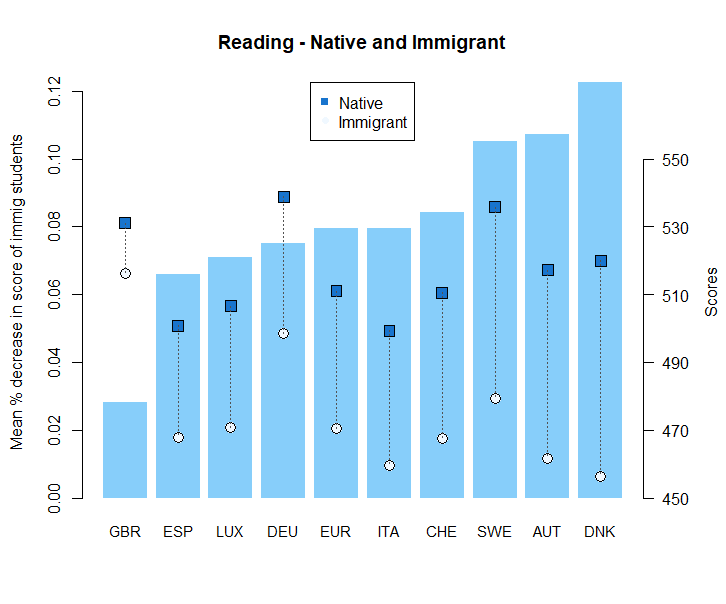 Reading - Native and Immigrant
Native
Immigrant
Mean % decrease in score of immig students
0.12
0.10
0.08
0.06
0.04
0.02
0.00
550
530
510
490
470
450
Scores
GBR ESP LUX DEU EUR ITA CHE SWE AUT DNK